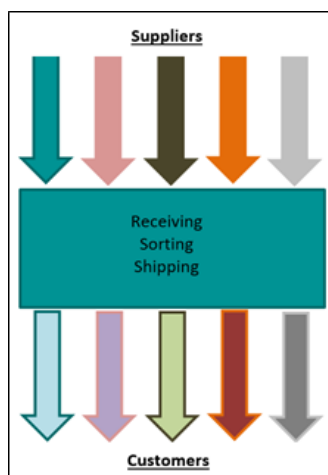 Suppliers
Receiving
Sorting
Shipping
Customers